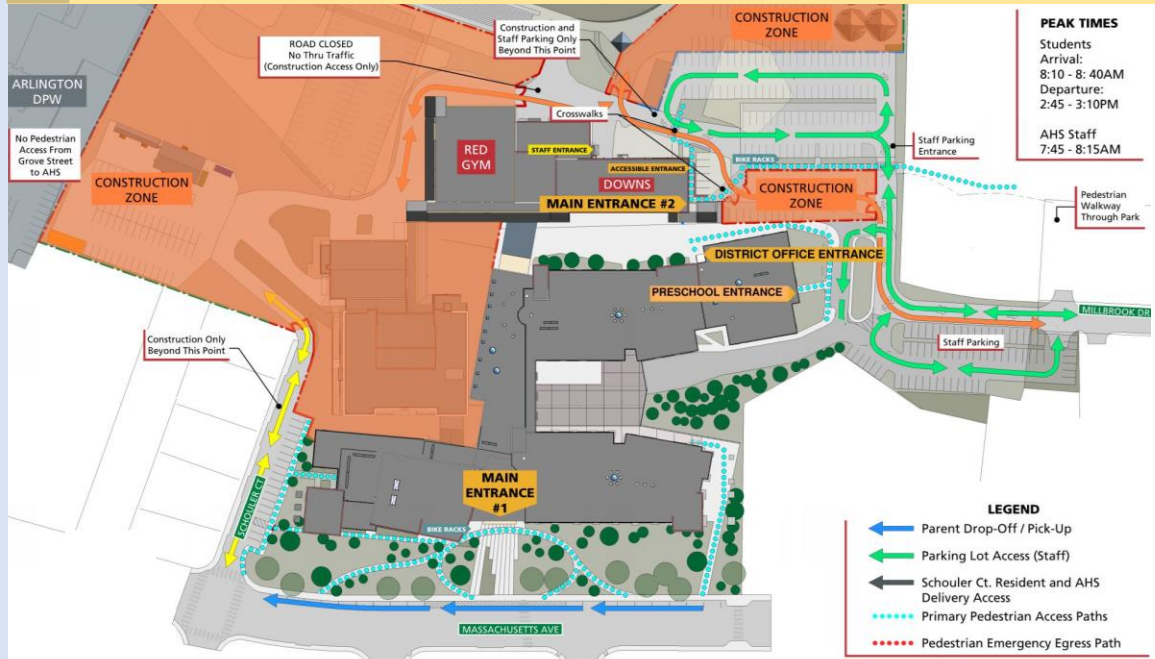 CONSTRUCTION
ZONE
PEAK TIMES
Students
Arrival:
8:10 - 8: 40AM
Departure:
2:45 - 3:10PM
AHS Staff
7:45 - 8:15AM
Construction and
Staff Parking Only
Beyond This Point
ROAD CLOSED
No Thru Traffic
(Construction Access Only)
ARLINGTON
DPW
No Pedestrian
Access From
Grove Street
to AHS
CONSTRUCTION
ZONE
Crosswalks
RED
GYM
STAFF ENTRANCE
ACCESSIBLE ENTRANCE
DOWNS
MAIN ENTRANCE #2
BIKE RACKS
CONSTRUCTION
ZONE
Staff Parking
Entrance
Pedestrian
Walkway
Through Park
DISTRICT OFFICE ENTRANCE
PRESCHOOL ENTRANCE
MILLBROOK DR
Staff Parking
Construction Only
Beyond This Point
SCHOULER CT
MAIN
ENTRANCE
#1
BIKE RACKS
MASSACHUSETTS AVE
LEGEND
Parent Drop-Off / Pick-Up
Parking Lot Access (Staff)
Schouler Ct. Resident and AHS
Delivery Access
Primary Pedestrian Access Paths
Pedestrian Emergency Egress Path